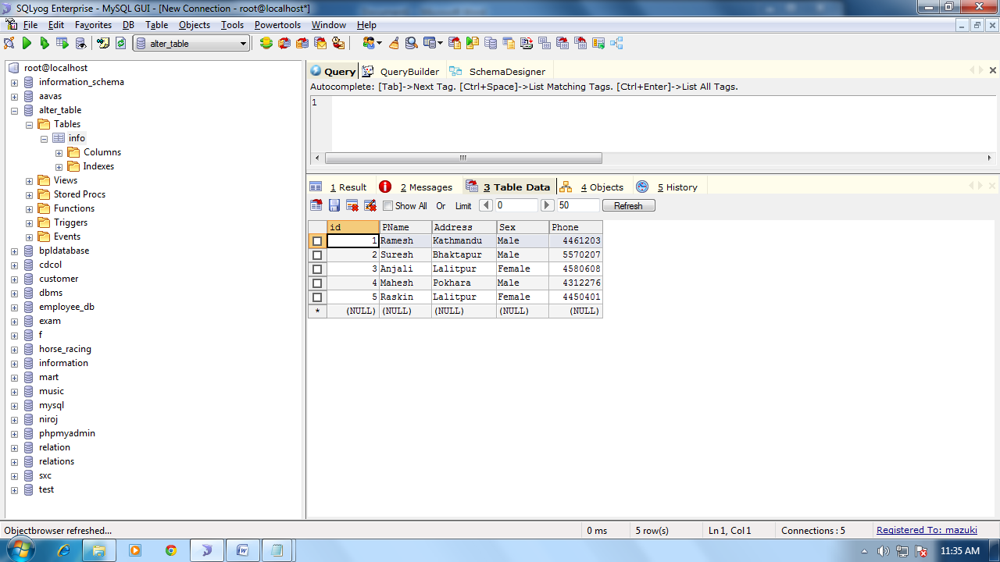 SQLyog Enterprise - MySQL GUI - [New Connection - root@localhost*]
File Edit Favorites DB Table Objects Tools Powertools Window Help
alter_table
root@localhost
information_schema
aavas
alter_table
Tables
info
Columns
Indexes
Views
Stored Procs
Functions
Triggers
Events
bpldatabase
cdcol
customer
dbms
employee_db
exam
f
horse_racing
information
mart
music
mysql
niroj
phpmyadmin
relation
relations
sxc
test
Query QueryBuilder SchemaDesigner
Autocomplete: [Tab]->Next Tag. [Ctrl+Space]->List Matching Tags. [Ctrl+Enter]->List All Tags.
1
1 Result 2 Messages 3 Table Data 4 Objects 5 History
Show All Or Limit 0 50 Refresh
id PName Address Sex Phone
1 Ramesh Kathmandu Male 4461203
2 Suresh Bhaktapur Male 5570207
3 Anjali Lalitpur Female 4580608
4 Mahesh Pokhara Male 4312276
5 Raskin Lalitpur Female 4450401
* (NULL) (NULL) (NULL) (NULL) (NULL)
Objectbrowser refreshed... 0 ms 5 row(s) Ln 1, Col 1 Connections : 5 Registered To: mazuki
11:35 AM